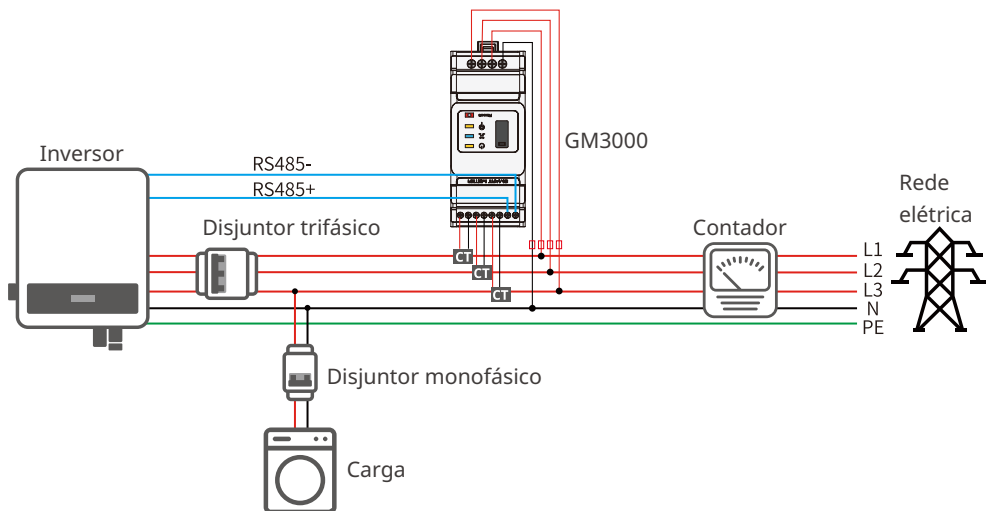 GM3000
Inversor
RS485-
RS485+
Disjuntor trifásico
Contador
Rede
elétrica
CT
CT
CT
L1
L2
L3
N
PE
Disjuntor monofásico
Carga